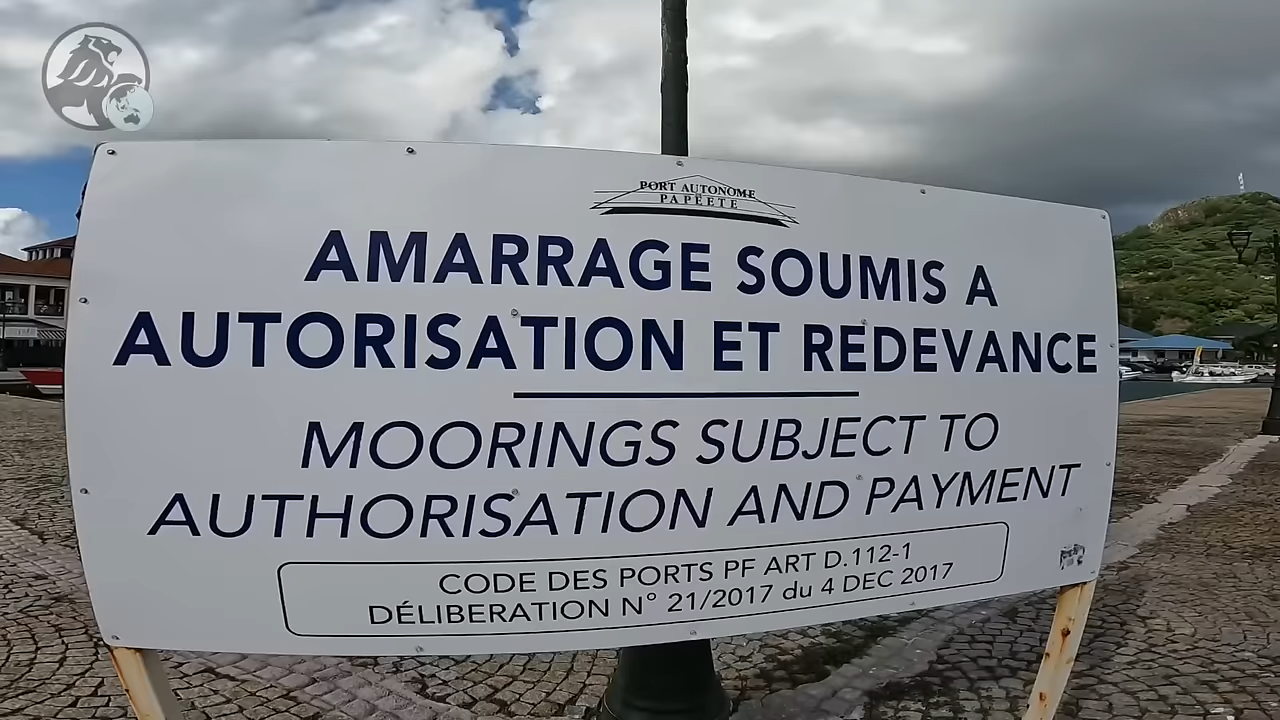 PORT AUTONOME
PAPEETE
AMARRAGE SOUMIS A
AUTORISATION ET REDEVANCE
MOORINGS SUBJECT TO
AUTHORISATION AND PAYMENT
CODE DES PORTS PF ART D.112-1
DÉLIBERATION N° 21/2017 du 4 DEC 2017